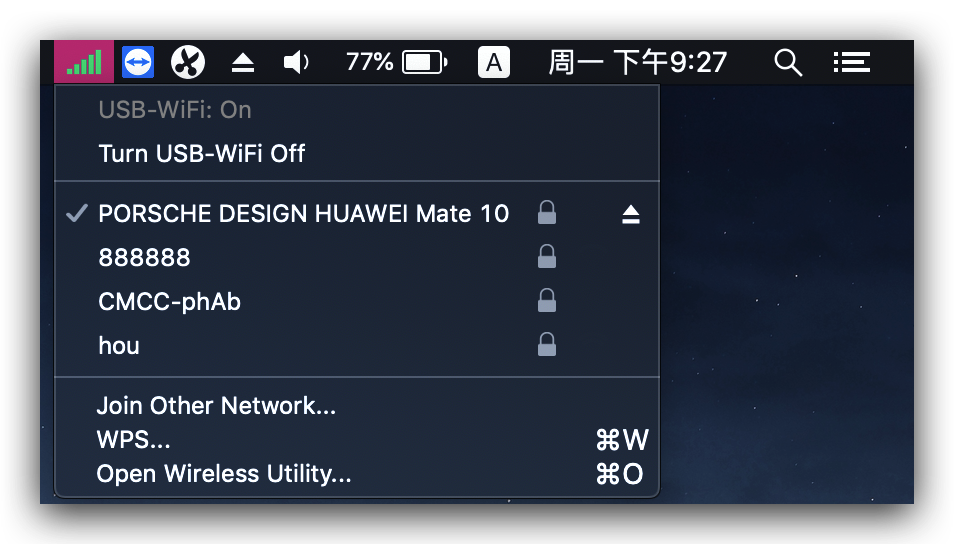 77% A 周一 下午9:27
USB-WiFi: On
Turn USB-WiFi Off
PORSCHE DESIGN HUAWEI Mate 10
888888
CMCC-phAb
hou
Join Other Network...
WPS... ⌘W
Open Wireless Utility... ⌘O